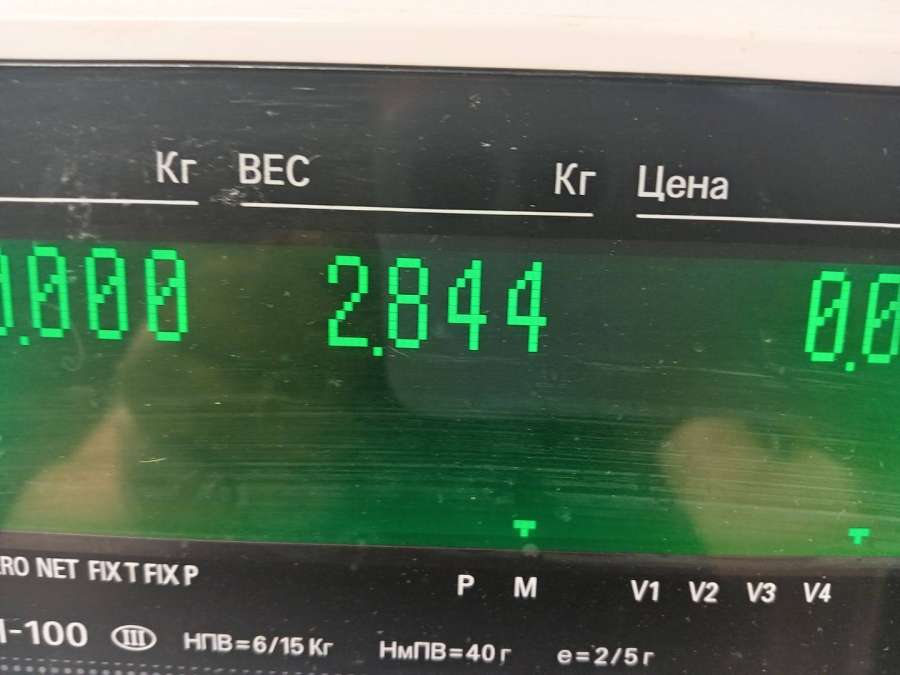 Кг ВЕС Кг Цена
0.000 2.844 0.0
RO NET FIX T FIX P P M V1 V2 V3 V4
-100 III НПВ=6/15 Кг НмПВ=40 г e=2/5 г